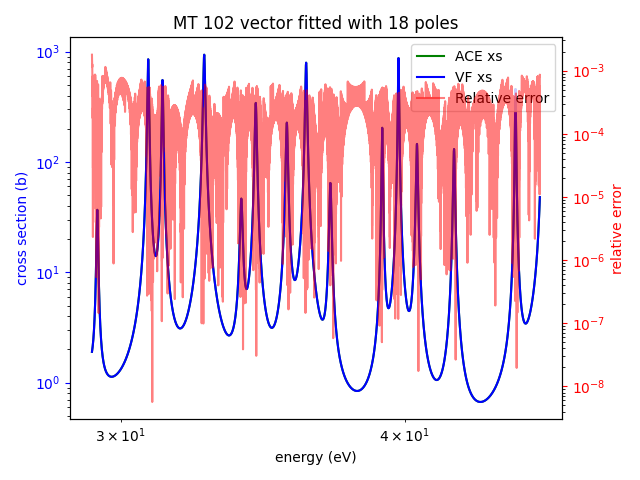 MT 102 vector fitted with 18 poles
10³
10²
10¹
10⁰
cross section (b)
ACE xs
VF xs
Relative error
10⁻³
10⁻⁴
10⁻⁵
10⁻⁶
10⁻⁷
10⁻⁸
relative error
3 × 10¹
4 × 10¹
energy (eV)